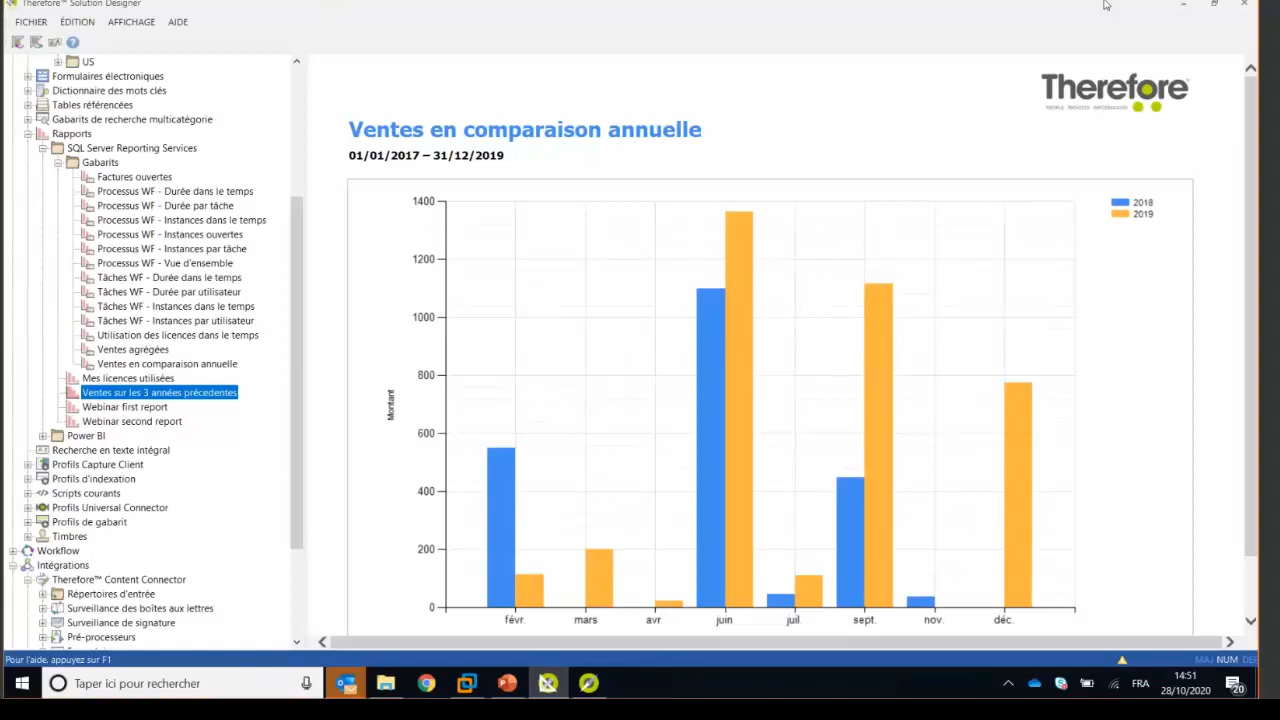 Therefore™ Solution Designer
FICHIER ÉDITION AFFICHAGE AIDE
US
Formulaires électroniques
Dictionnaire des mots clés
Tables référencées
Gabarits de recherche multicatégorie
Rapports
SQL Server Reporting Services
Gabarits
Factures ouvertes
Processus WF - Durée dans le temps
Processus WF - Durée par tâche
Processus WF - Instances dans le temps
Processus WF - Instances ouvertes
Processus WF - Instances par tâche
Processus WF - Vue d'ensemble
Tâches WF - Durée dans le temps
Tâches WF - Durée par utilisateur
Tâches WF - Instances dans le temps
Tâches WF - Instances par utilisateur
Utilisation des licences dans le temps
Ventes agrégées
Ventes en comparaison annuelle
Mes licences utilisées
Ventes sur les 3 années précedentes
Webinar first report
Webinar second report
Power BI
Recherche en texte intégral
Profils Capture Client
Profils d'indexation
Scripts courants
Profils Universal Connector
Profils de gabarit
Timbres
Workflow
Intégrations
Therefore™ Content Connector
Répertoires d'entrée
Surveillance des boîtes aux lettres
Surveillance de signature
Pré-processeurs
Therefore™
PEOPLE PROCESS INFORMATION
Ventes en comparaison annuelle
01/01/2017 – 31/12/2019
2018
2019
1400
1200
1000
800
600
400
200
0
Montant
févr. mars avr. juin juil. sept. nov. déc.
Pour l'aide, appuyez sur F1
MAJ NUM DEF
Taper ici pour rechercher
FRA
14:51
28/10/2020
20